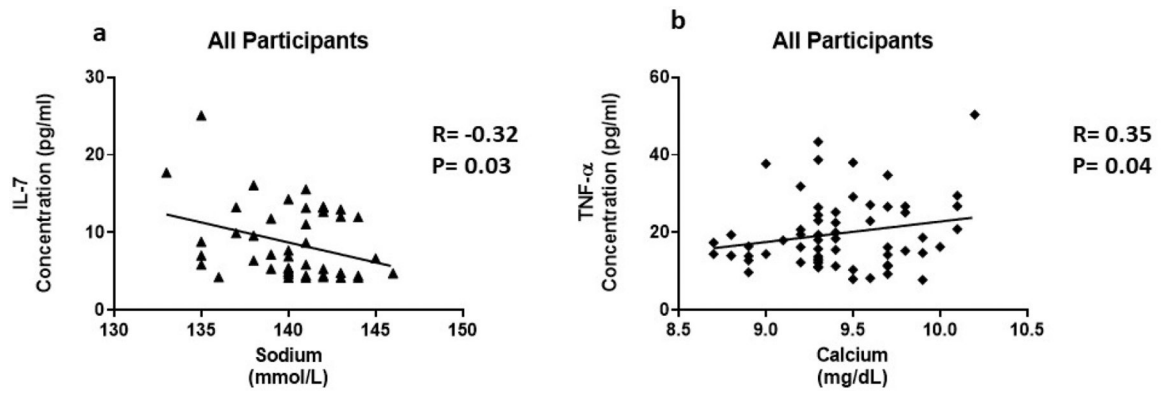 a
All Participants
IL-7
Concentration (pg/ml)
30
20
10
0
130
135
140
145
150
Sodium
(mmol/L)
R= -0.32
P= 0.03
b
All Participants
TNF-α
Concentration (pg/ml)
60
40
20
0
8.5
9.0
9.5
10.0
10.5
Calcium
(mg/dL)
R= 0.35
P= 0.04